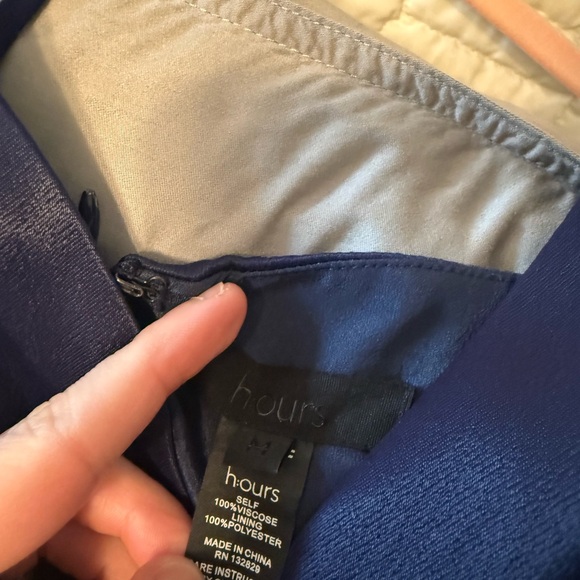 h:ours
h:ours
SELF
100%VISCOSE
LINING
100%POLYESTER
MADE IN CHINA
RN 132829